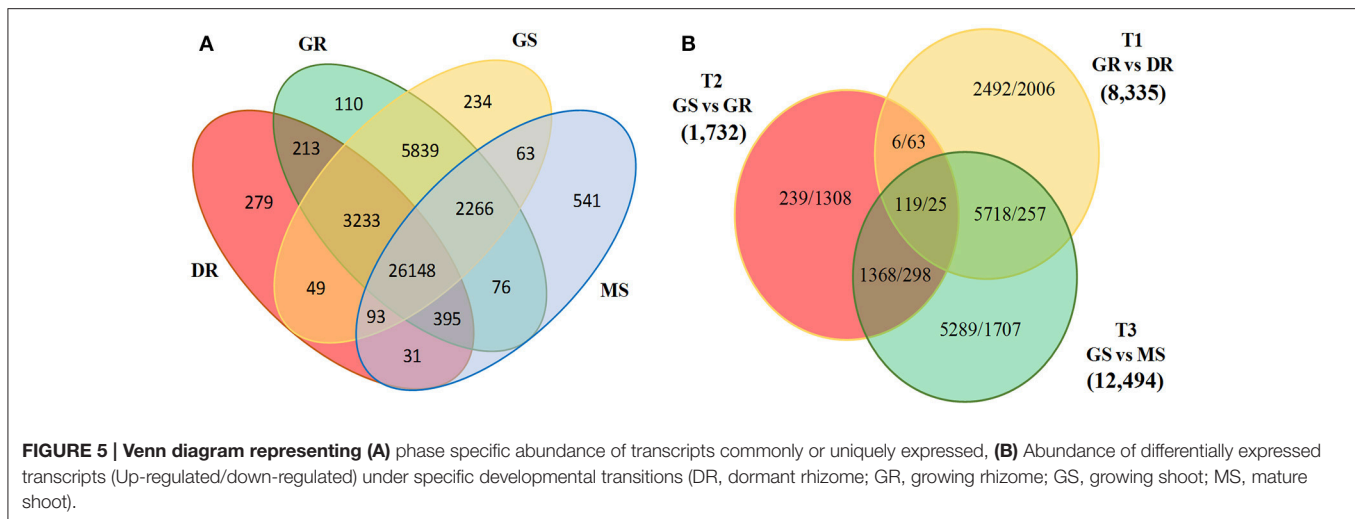 A
GR
GS
110
234
213
5839
63
279
3233
2266
541
DR
26148
MS
49
76
93
395
31
B
T1
GR vs DR
(8,335)
T2
GS vs GR
(1,732)
2492/2006
6/63
239/1308
119/25
5718/257
1368/298
5289/1707
T3
GS vs MS
(12,494)
FIGURE 5 | Venn diagram representing (A) phase specific abundance of transcripts commonly or uniquely expressed, (B) Abundance of differentially expressed
transcripts (Up-regulated/down-regulated) under specific developmental transitions (DR, dormant rhizome; GR, growing rhizome; GS, growing shoot; MS, mature
shoot).